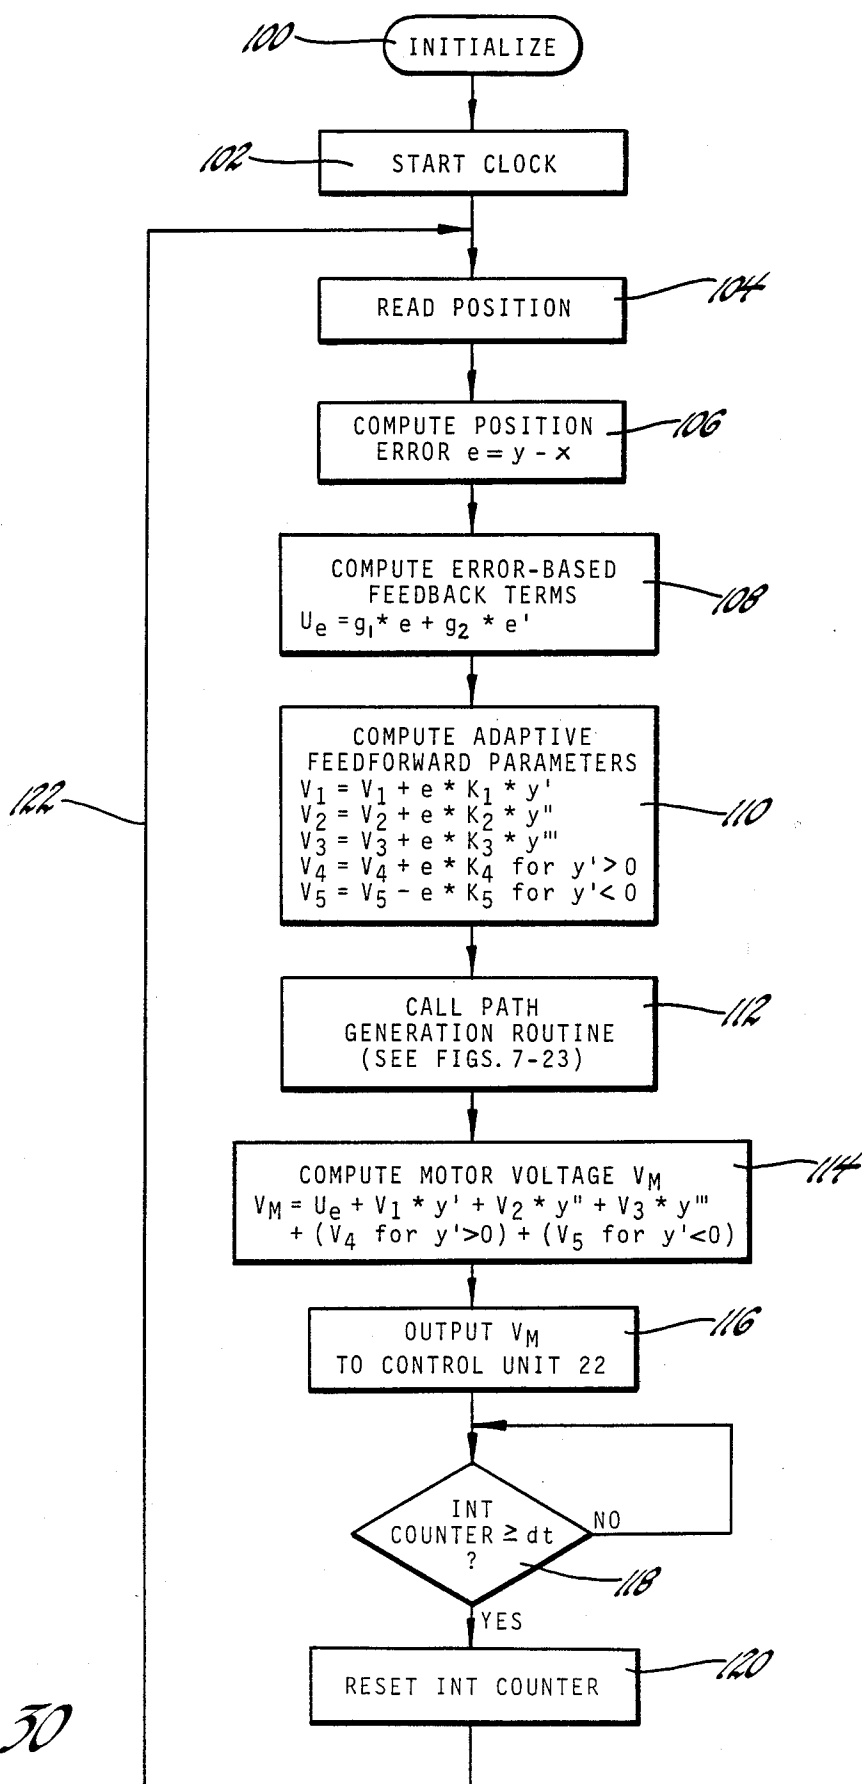 100
INITIALIZE
102
START CLOCK
READ POSITION
104
COMPUTE POSITION
ERROR e = y - x
106
COMPUTE ERROR-BASED
FEEDBACK TERMS
Ue = g1 * e + g2 * e'
108
COMPUTE ADAPTIVE
FEEDFORWARD PARAMETERS
V1 = V1 + e * K1 * y'
V2 = V2 + e * K2 * y"
V3 = V3 + e * K3 * y'''
V4 = V4 + e * K4 for y'>0
V5 = V5 - e * K5 for y'<0
110
122
CALL PATH
GENERATION ROUTINE
(SEE FIGS. 7-23)
112
COMPUTE MOTOR VOLTAGE VM
VM = Ue + V1 * y' + V2 * y" + V3 * y'''
+ (V4 for y'>0) + (V5 for y'<0)
114
OUTPUT VM
TO CONTROL UNIT 22
116
INT
COUNTER ≥ dt
?
NO
118
YES
RESET INT COUNTER
120
30